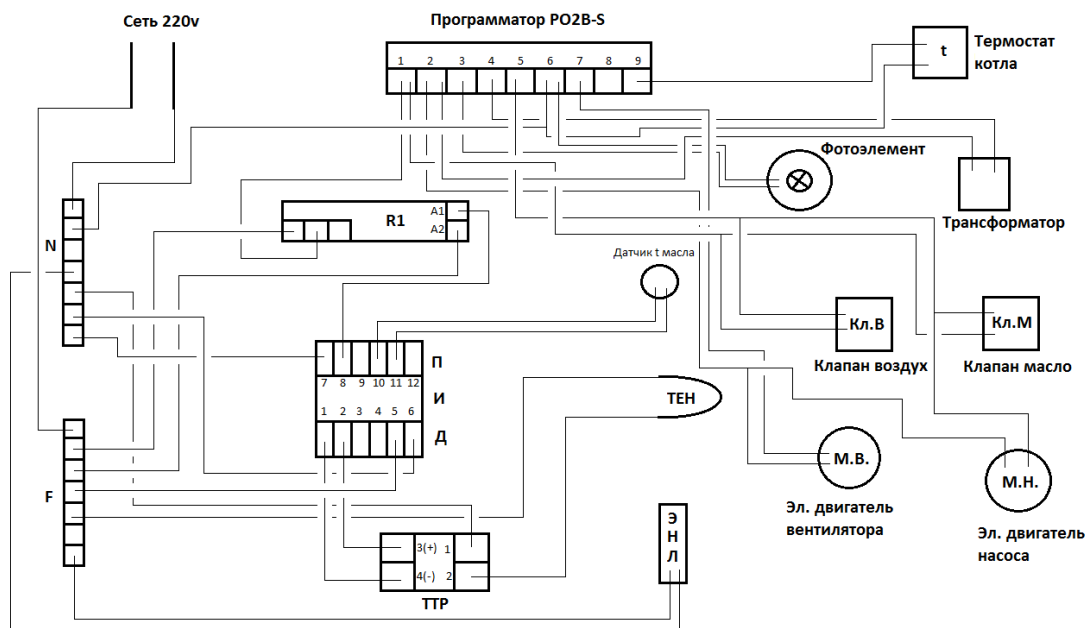 Сеть 220v
Программатор PO2B-S
1 2 3 4 5 6 7 8 9
t
Термостат
котла
Фотоэлемент
Трансформатор
R1
A1
A2
N
Датчик t масла
Кл.В
Клапан воздух
Кл.М
Клапан масло
П
7 8 9 10 11 12
И
1 2 3 4 5 6
Д
ТЕН
F
М.В.
Эл. двигатель
вентилятора
М.Н.
Эл. двигатель
насоса
Э
Н
Л
3(+) 1
4(-) 2
ТТР